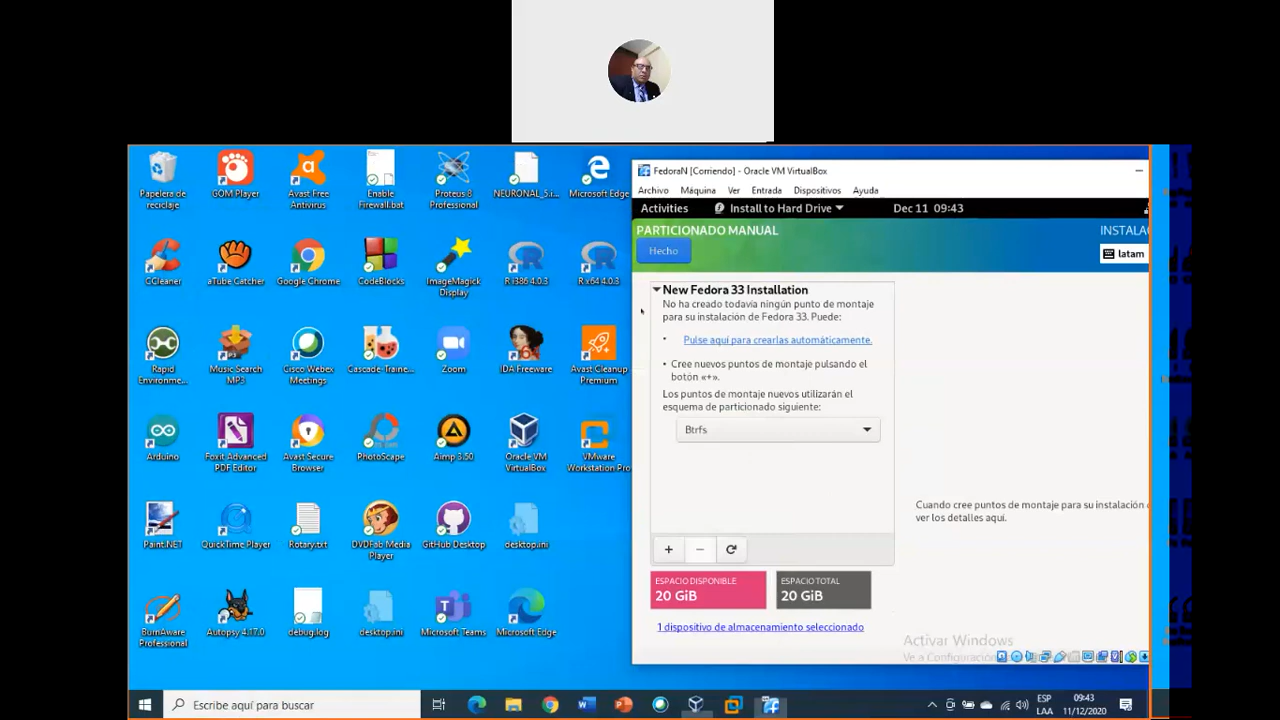 Papelera de
reciclaje
GOM Player
Avast Free
Antivirus
Enable
Firewall.bat
Proteus 8
Professional
NEURONAL_5.i...
Microsoft Edge
CCleaner
aTube Catcher
Google Chrome
CodeBlocks
ImageMagick
Display
R i386 4.0.3
R x64 4.0.3
Rapid
Environme...
Music Search
MP3
Cisco Webex
Meetings
Cascade-Traine...
Zoom
IDA Freeware
Avast Cleanup
Premium
Arduino
Foxit Advanced
PDF Editor
Avast Secure
Browser
PhotoScape
Aimp 3.50
Oracle VM
VirtualBox
VMware
Workstation Pro
Paint.NET
QuickTime Player
Rotary.txt
DVDFab Media
Player
GitHub Desktop
desktop.ini
BurnAware
Professional
Autopsy 4.17.0
debug.log
desktop.ini
Microsoft Teams
Microsoft Edge
FedoraN [Corriendo] - Oracle VM VirtualBox
Archivo Máquina Ver Entrada Dispositivos Ayuda
Activities Install to Hard Drive Dec 11 09:43
PARTICIONADO MANUAL
INSTALA
Hecho
latam
New Fedora 33 Installation
No ha creado todavía ningún punto de montaje
para su instalación de Fedora 33. Puede:
• Pulse aquí para crearlas automáticamente.
• Cree nuevos puntos de montaje pulsando el
botón «+».
Los puntos de montaje nuevos utilizarán el
esquema de particionado siguiente:
Btrfs
Cuando cree puntos de montaje para su instalación
ver los detalles aquí.
+ −
ESPACIO DISPONIBLE
20 GiB
ESPACIO TOTAL
20 GiB
1 dispositivo de almacenamiento seleccionado
Activar Windows
Ve a Configuración
Escribe aquí para buscar
ESP
LAA
09:43
11/12/2020